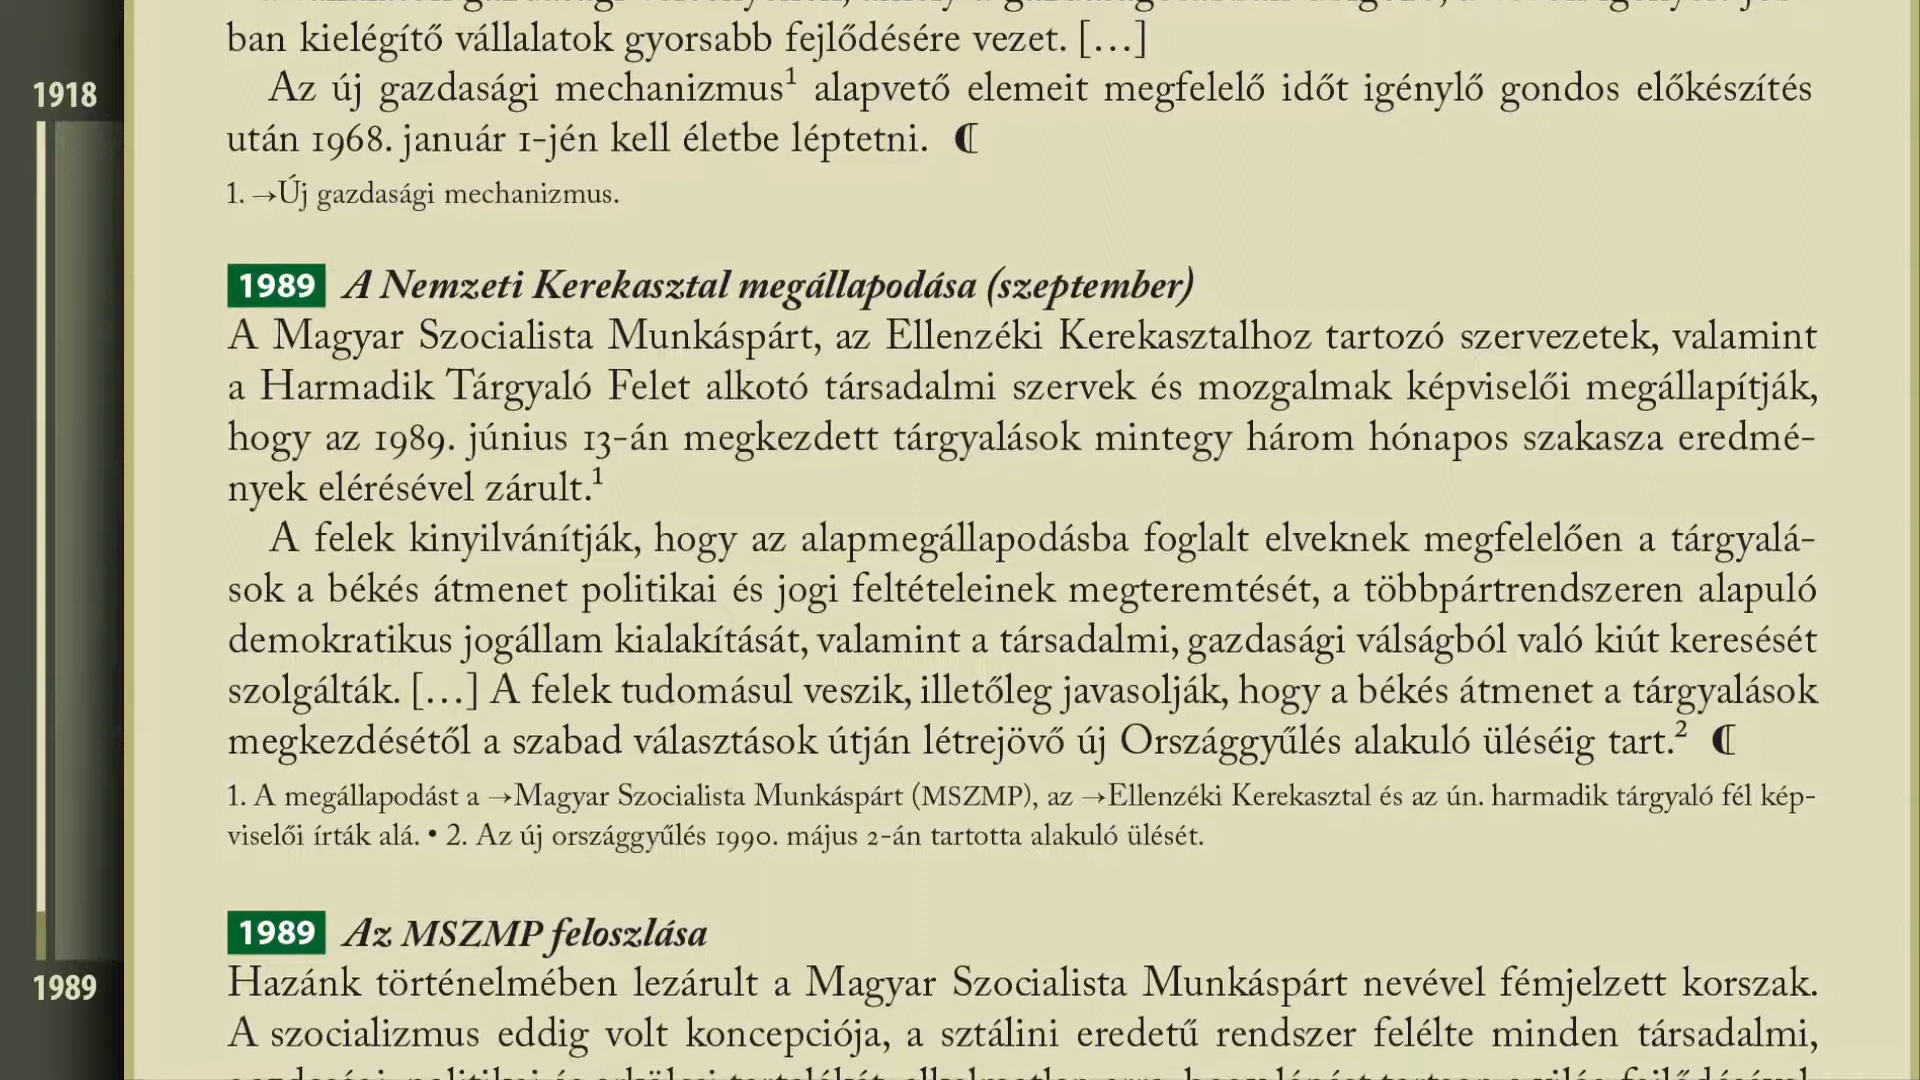 ban kielégítő vállalatok gyorsabb fejlődésére vezet. […]
Az új gazdasági mechanizmus¹ alapvető elemeit megfelelő időt igénylő gondos előkészítés
1918
után 1968. január 1-jén kell életbe léptetni.
1. →Új gazdasági mechanizmus.
1989 A Nemzeti Kerekasztal megállapodása (szeptember)
A Magyar Szocialista Munkáspárt, az Ellenzéki Kerekasztalhoz tartozó szervezetek, valamint
a Harmadik Tárgyaló Felet alkotó társadalmi szervek és mozgalmak képviselői megállapítják,
hogy az 1989. június 13-án megkezdett tárgyalások mintegy három hónapos szakasza eredmé-
nyek elérésével zárult.¹
A felek kinyilvánítják, hogy az alapmegállapodásba foglalt elveknek megfelelően a tárgyalá-
sok a békés átmenet politikai és jogi feltételeinek megteremtését, a többpártrendszeren alapuló
demokratikus jogállam kialakítását, valamint a társadalmi, gazdasági válságból való kiút keresését
szolgálták. […] A felek tudomásul veszik, illetőleg javasolják, hogy a békés átmenet a tárgyalások
megkezdésétől a szabad választások útján létrejövő új Országgyűlés alakuló üléséig tart.²
1. A megállapodást a →Magyar Szocialista Munkáspárt (MSZMP), az →Ellenzéki Kerekasztal és az ún. harmadik tárgyaló fél kép-
viselői írták alá. • 2. Az új országgyűlés 1990. május 2-án tartotta alakuló ülését.
1989 Az MSZMP feloszlása
Hazánk történelmében lezárult a Magyar Szocialista Munkáspárt nevével fémjelzett korszak.
1989
A szocializmus eddig volt koncepciója, a sztálini eredetű rendszer felélte minden társadalmi,